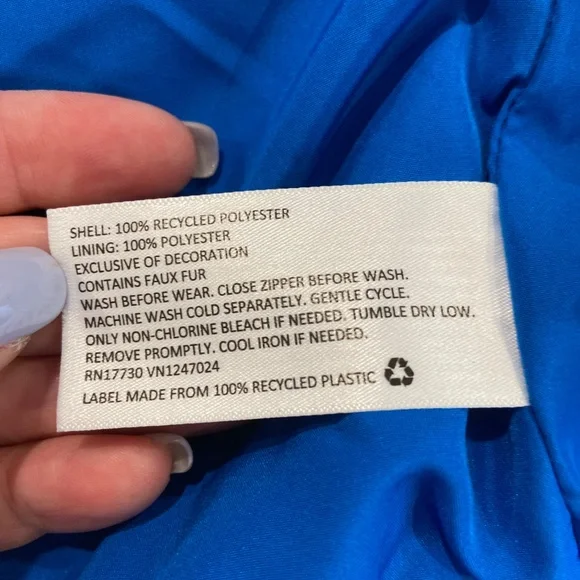 SHELL: 100% RECYCLED POLYESTER
LINING: 100% POLYESTER
EXCLUSIVE OF DECORATION
CONTAINS FAUX FUR
WASH BEFORE WEAR. CLOSE ZIPPER BEFORE WASH.
MACHINE WASH COLD SEPARATELY. GENTLE CYCLE.
ONLY NON-CHLORINE BLEACH IF NEEDED. TUMBLE DRY LOW.
REMOVE PROMPTLY. COOL IRON IF NEEDED.
RN17730 VN1247024
LABEL MADE FROM 100% RECYCLED PLASTIC